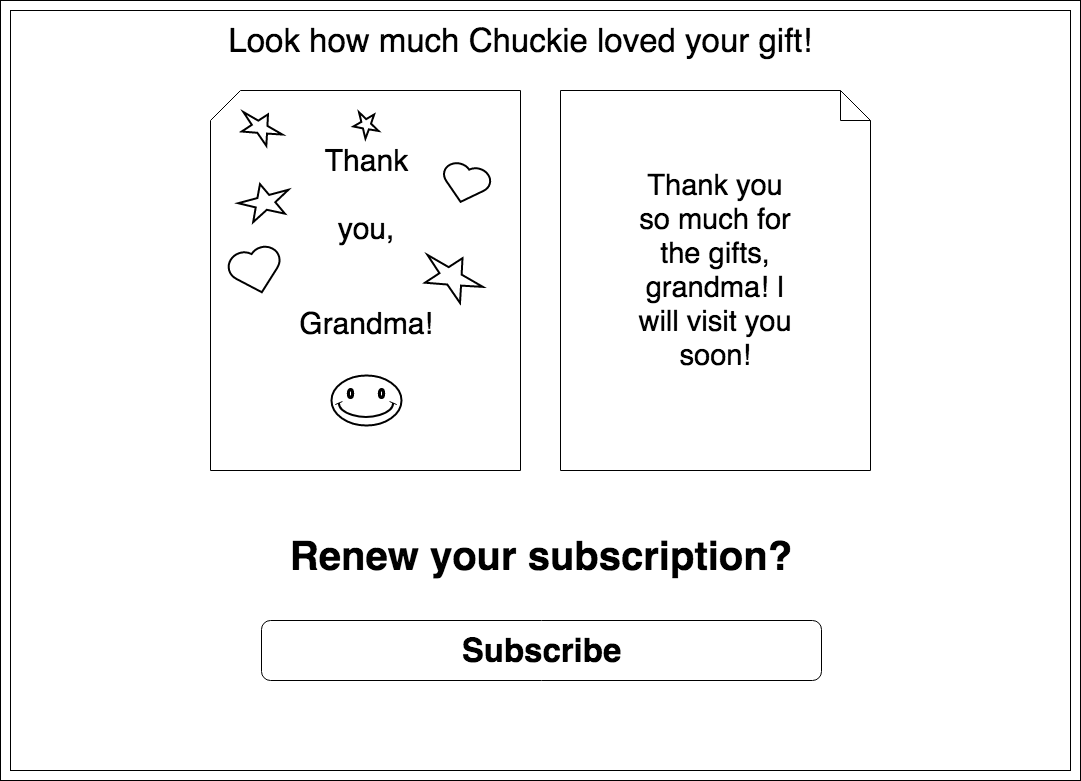 Look how much Chuckie loved your gift!
Thank
you,
Grandma!
Thank you
so much for
the gifts,
grandma! I
will visit you
soon!
Renew your subscription?
Subscribe